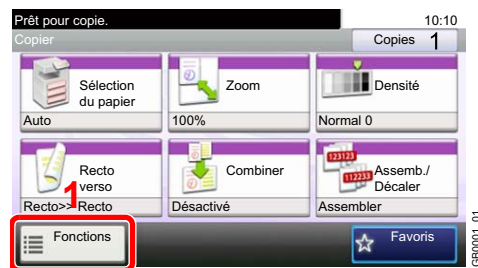 Prêt pour copie.
10:10
Copier
Copies 1
Sélection
du papier
Auto
Zoom
100%
Densité
Normal 0
Recto
verso
Recto>> Recto
Combiner
Désactivé
123123
112233
Assemb./
Décaler
Assembler
1
Fonctions
Favoris
GB0001_01